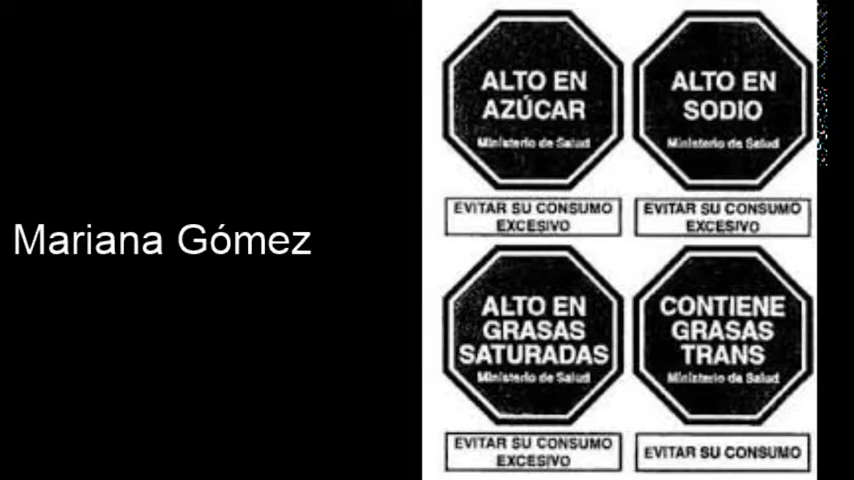 Mariana Gómez
ALTO EN
AZÚCAR
Ministerio de Salud
EVITAR SU CONSUMO
EXCESIVO
ALTO EN
SODIO
Ministerio de Salud
EVITAR SU CONSUMO
EXCESIVO
ALTO EN
GRASAS
SATURADAS
Ministerio de Salud
EVITAR SU CONSUMO
EXCESIVO
CONTIENE
GRASAS
TRANS
Ministerio de Salud
EVITAR SU CONSUMO